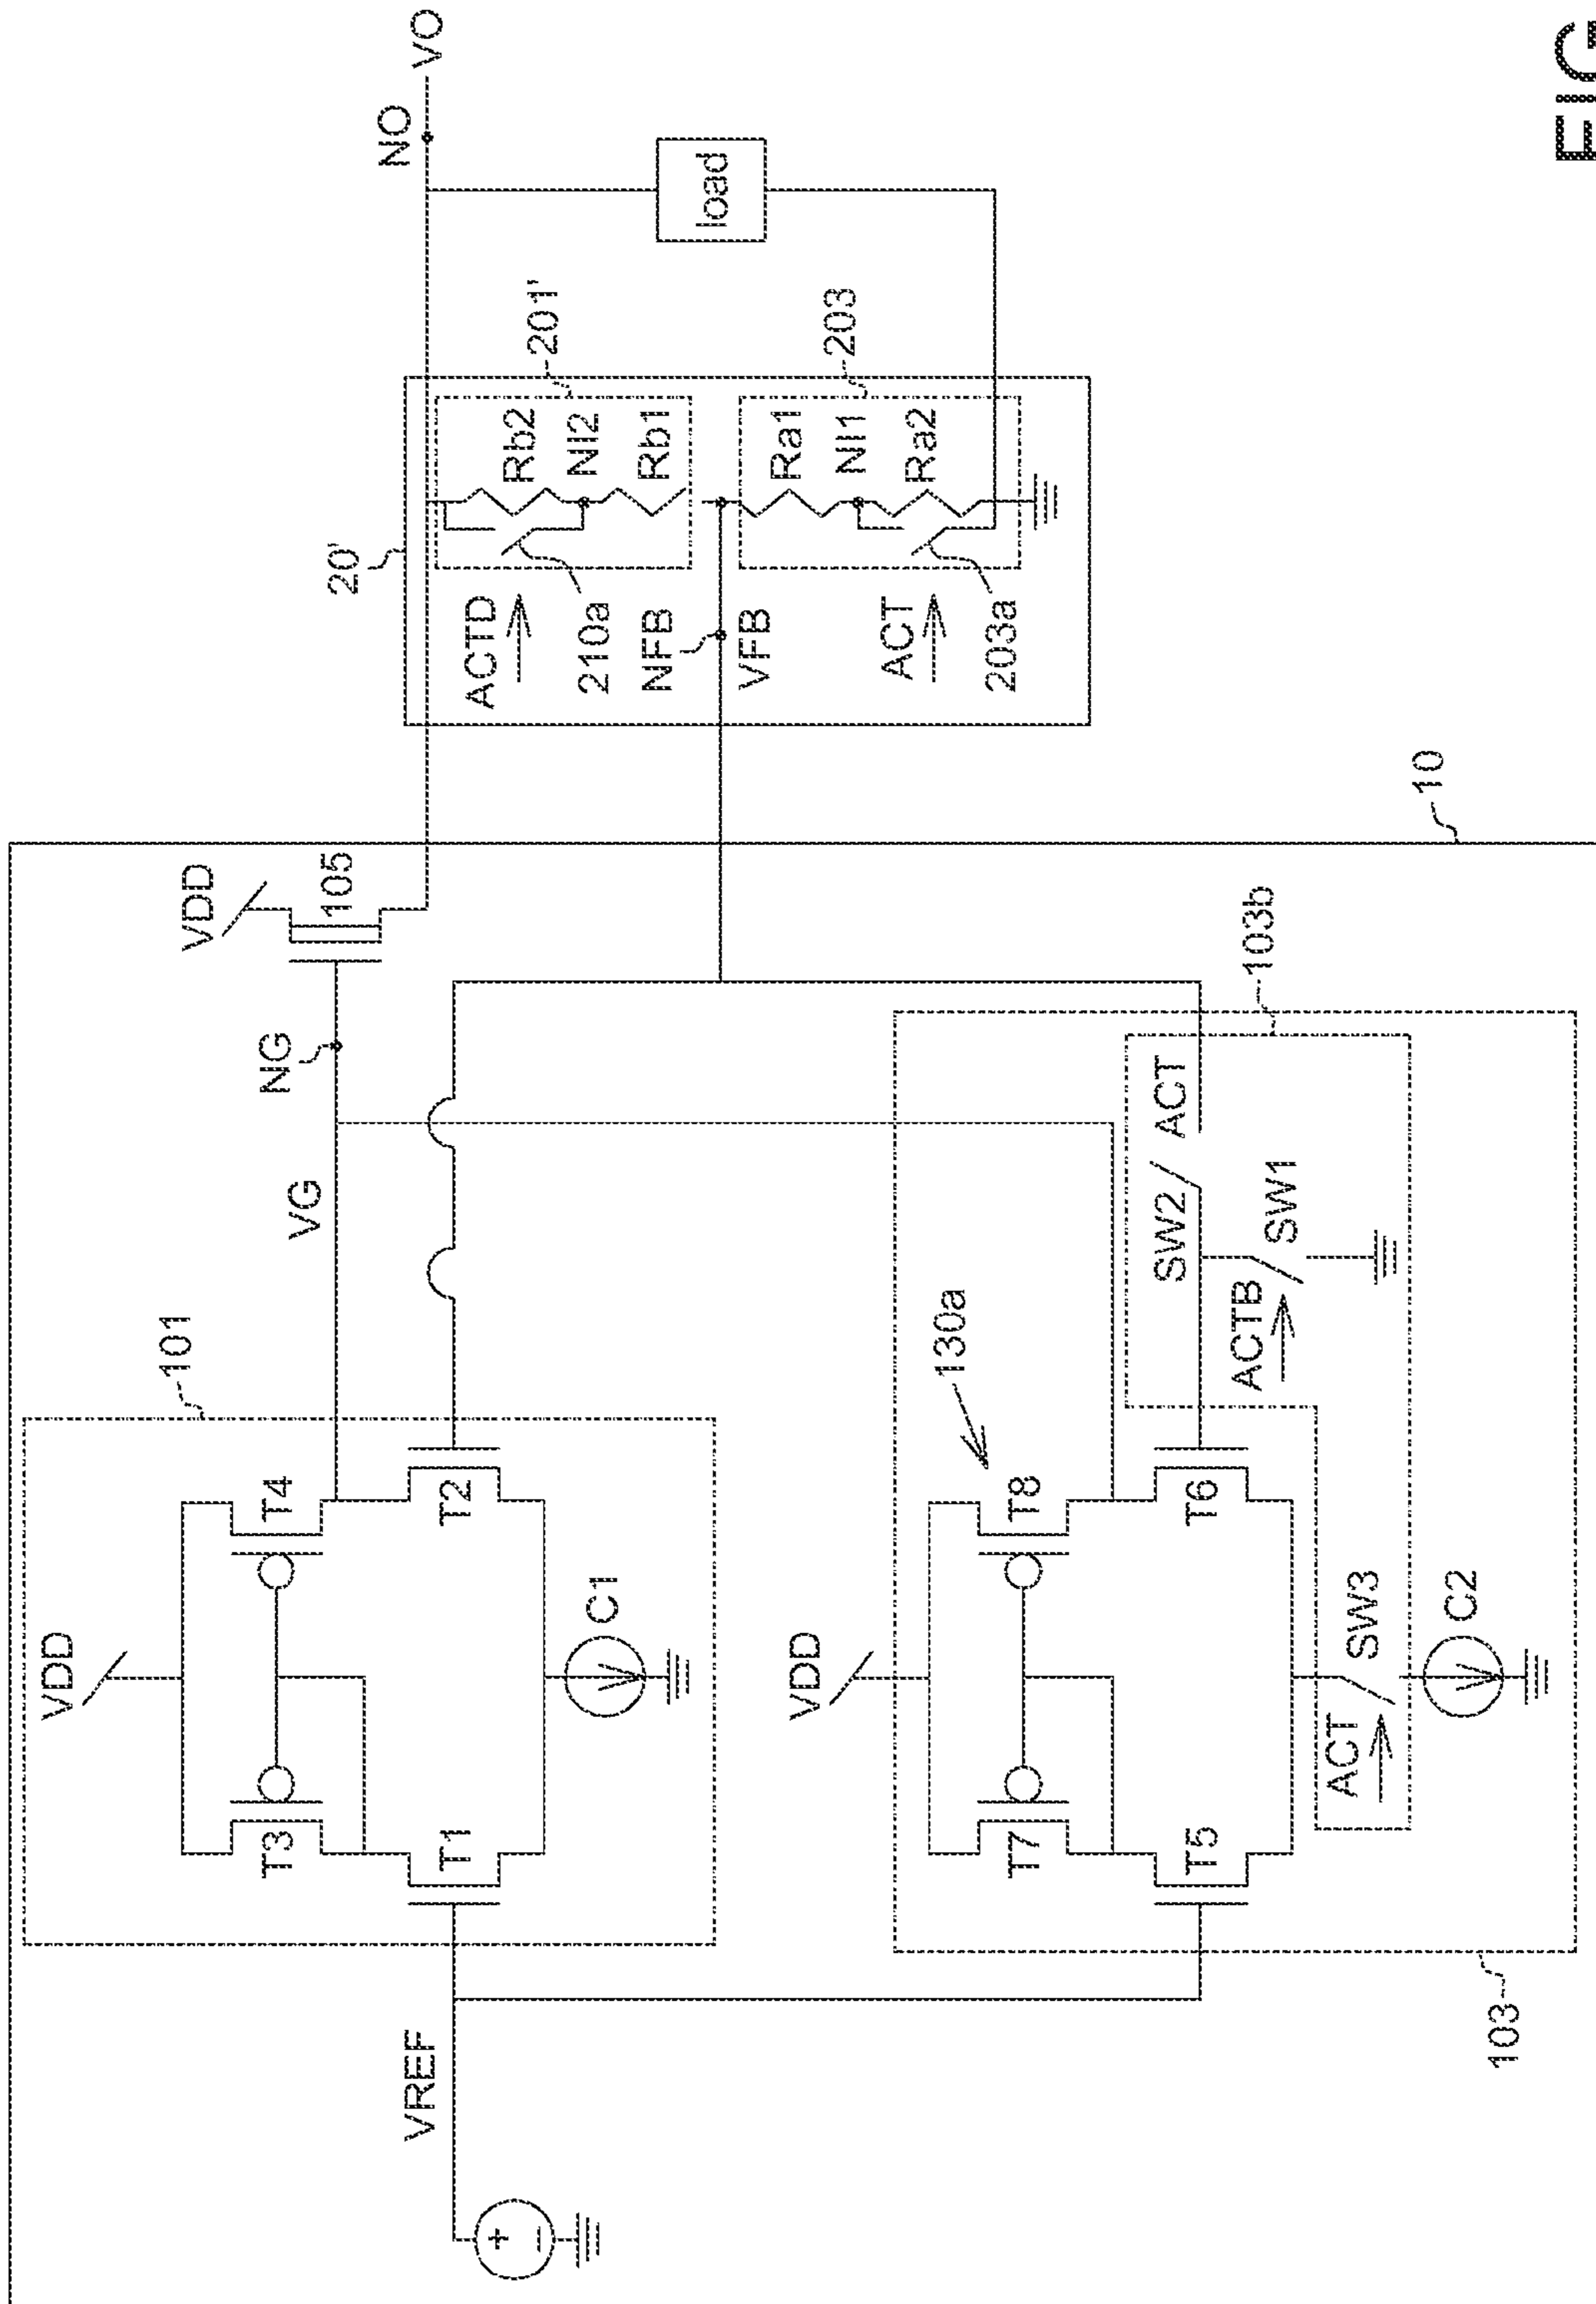 VDD
101
T3
T4
T1
T2
C1
VREF
VG
NG
VDD
105
20'
NO
VO
Rb2
201'
NI2
Rb1
ACTD
210a
NFB
VFB
Ra1
203
NI1
Ra2
ACT
203a
load
10
VDD
130a
T7
T8
T5
T6
SW2
ACT
103b
ACTB
SW1
ACT
SW3
C2
103
FIG